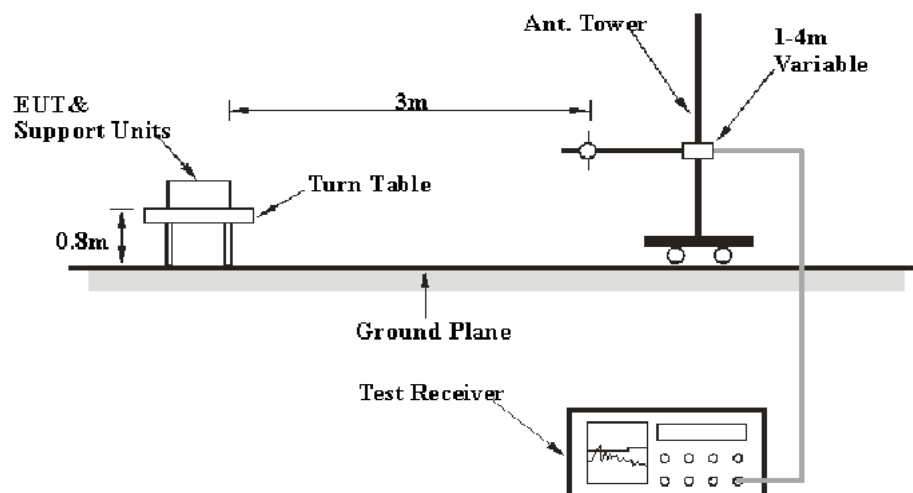 Ant. Tower
1-4m
Variable
3m
EUT&
Support Units
Turn Table
0.8m
Ground Plane
Test Receiver